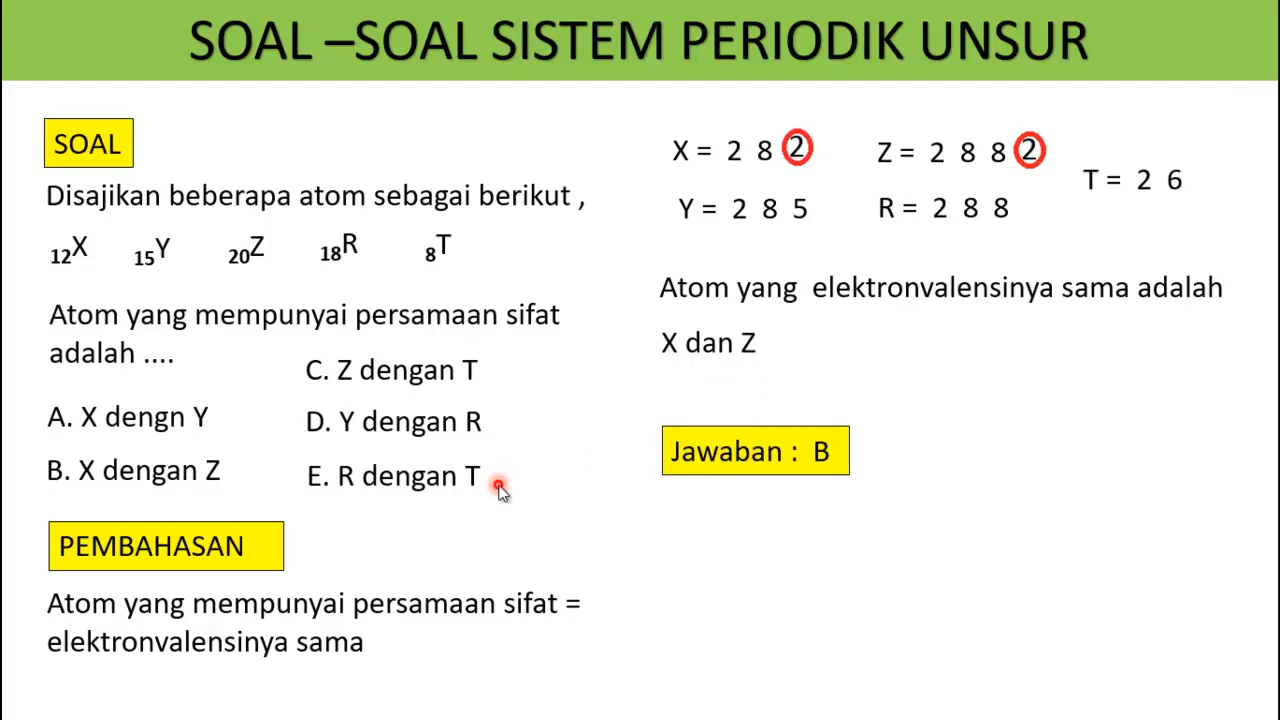 SOAL –SOAL SISTEM PERIODIK UNSUR
SOAL
Disajikan beberapa atom sebagai berikut ,
12X 15Y 20Z 18R 8T
Atom yang mempunyai persamaan sifat
adalah ....
A. X dengn Y
B. X dengan Z
C. Z dengan T
D. Y dengan R
E. R dengan T
PEMBAHASAN
Atom yang mempunyai persamaan sifat =
elektronvalensinya sama
X = 2 8 2
Y = 2 8 5
Z = 2 8 8 2
R = 2 8 8
T = 2 6
Atom yang elektronvalensinya sama adalah
X dan Z
Jawaban : B